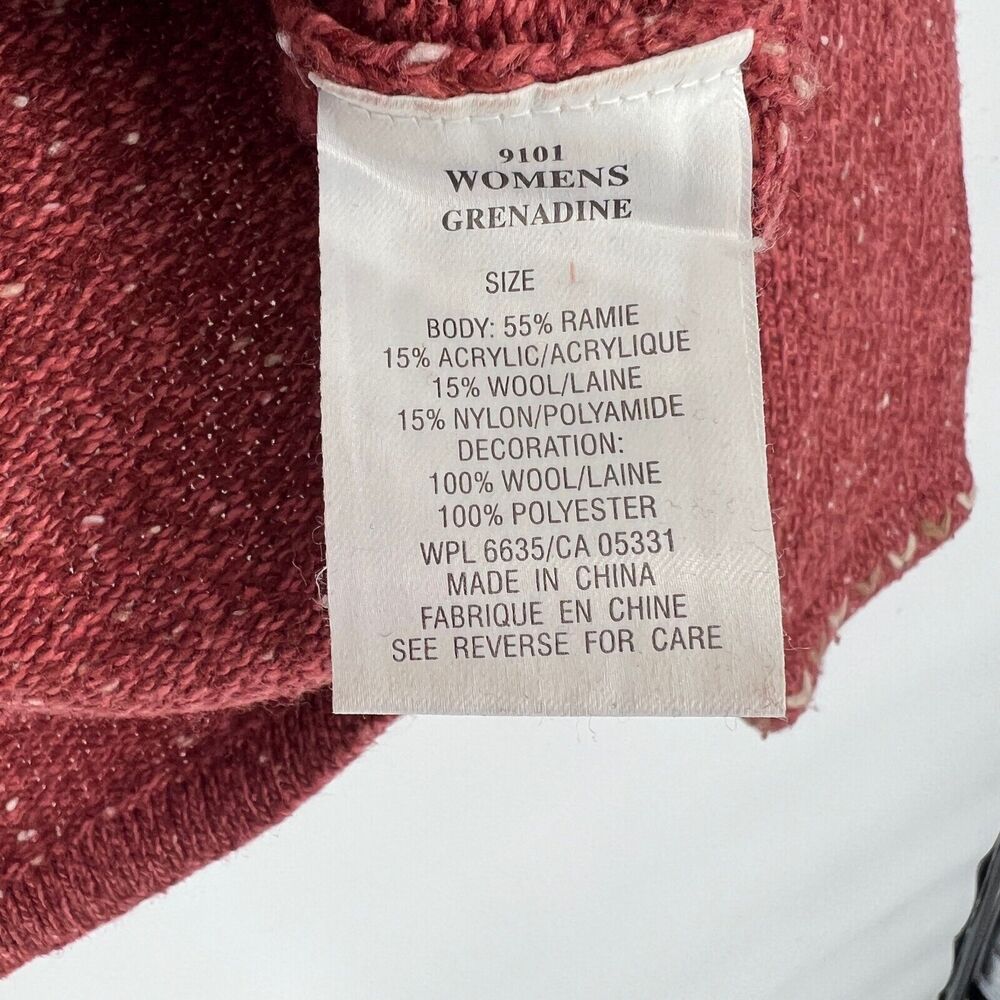 9101
WOMENS
GRENADINE
SIZE L
BODY: 55% RAMIE
15% ACRYLIC/ACRYLIQUE
15% WOOL/LAINE
15% NYLON/POLYAMIDE
DECORATION:
100% WOOL/LAINE
100% POLYESTER
WPL 6635/CA 05331
MADE IN CHINA
FABRIQUE EN CHINE
SEE REVERSE FOR CARE